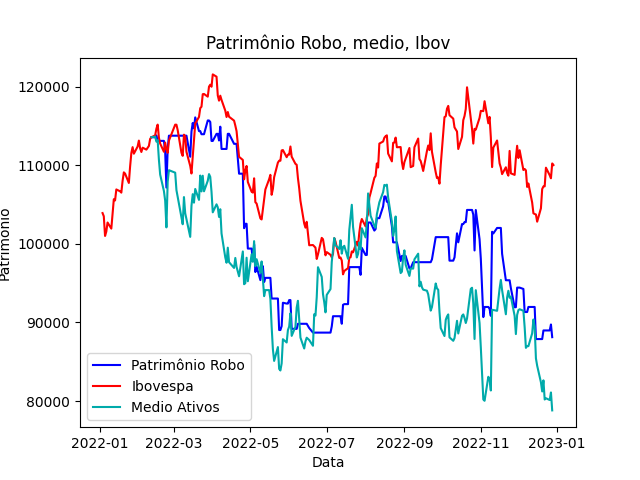 Patrimônio Robo, medio, Ibov
120000
110000
100000
90000
80000
Patrimonio
Patrimônio Robo
Ibovespa
Medio Ativos
2022-01 2022-03 2022-05 2022-07 2022-09 2022-11 2023-01
Data